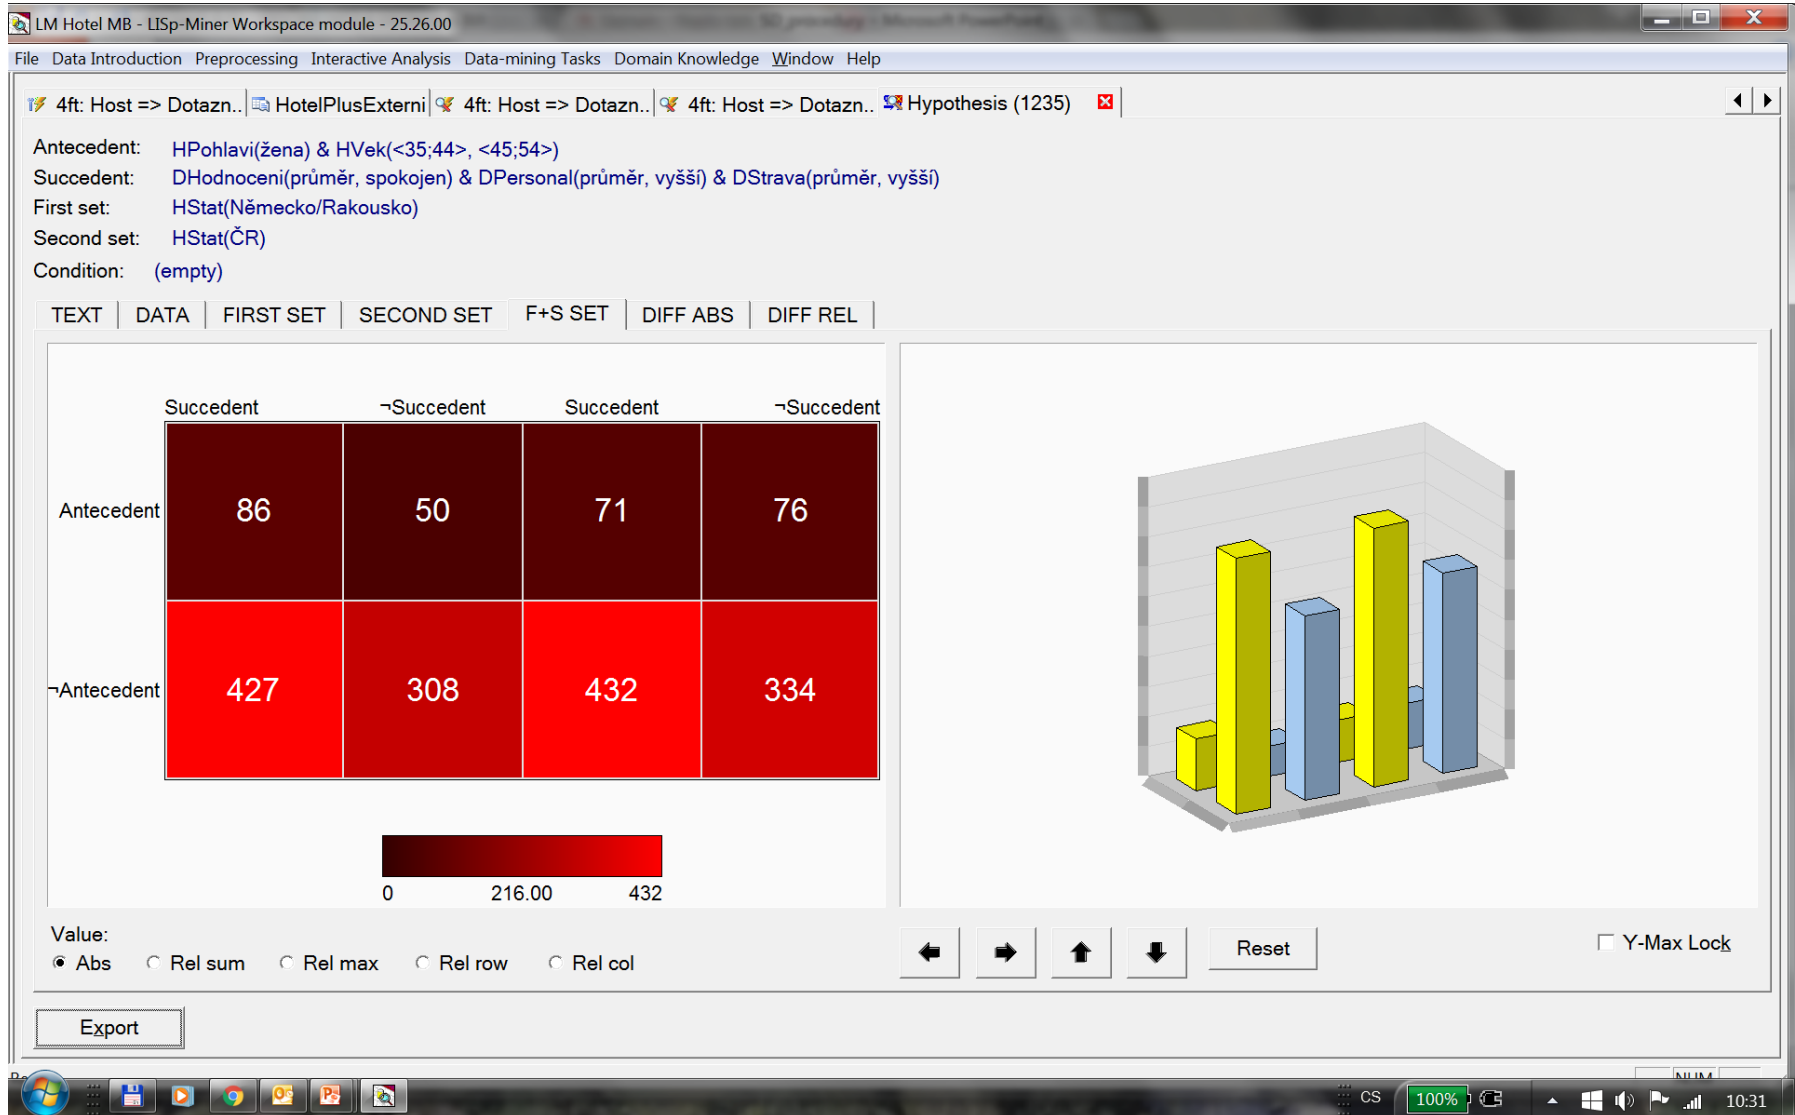 LM Hotel MB - LISp-Miner Workspace module - 25.26.00
File Data Introduction Preprocessing Interactive Analysis Data-mining Tasks Domain Knowledge Window Help
4ft: Host => Dotazn.. HotelPlusExterni 4ft: Host => Dotazn.. 4ft: Host => Dotazn.. Hypothesis (1235)
Antecedent: HPohlavi(žena) & HVek(<35;44>, <45;54>)
Succedent: DHodnoceni(průměr, spokojen) & DPersonal(průměr, vyšší) & DStrava(průměr, vyšší)
First set: HStat(Německo/Rakousko)
Second set: HStat(ČR)
Condition: (empty)
TEXT DATA FIRST SET SECOND SET F+S SET DIFF ABS DIFF REL
Succedent ¬Succedent Succedent ¬Succedent
Antecedent 86 50 71 76
¬Antecedent 427 308 432 334
0 216.00 432
Value:
Abs Rel sum Rel max Rel row Rel col
Reset
Y-Max Lock
Export
NUM
CS 100% 10:31